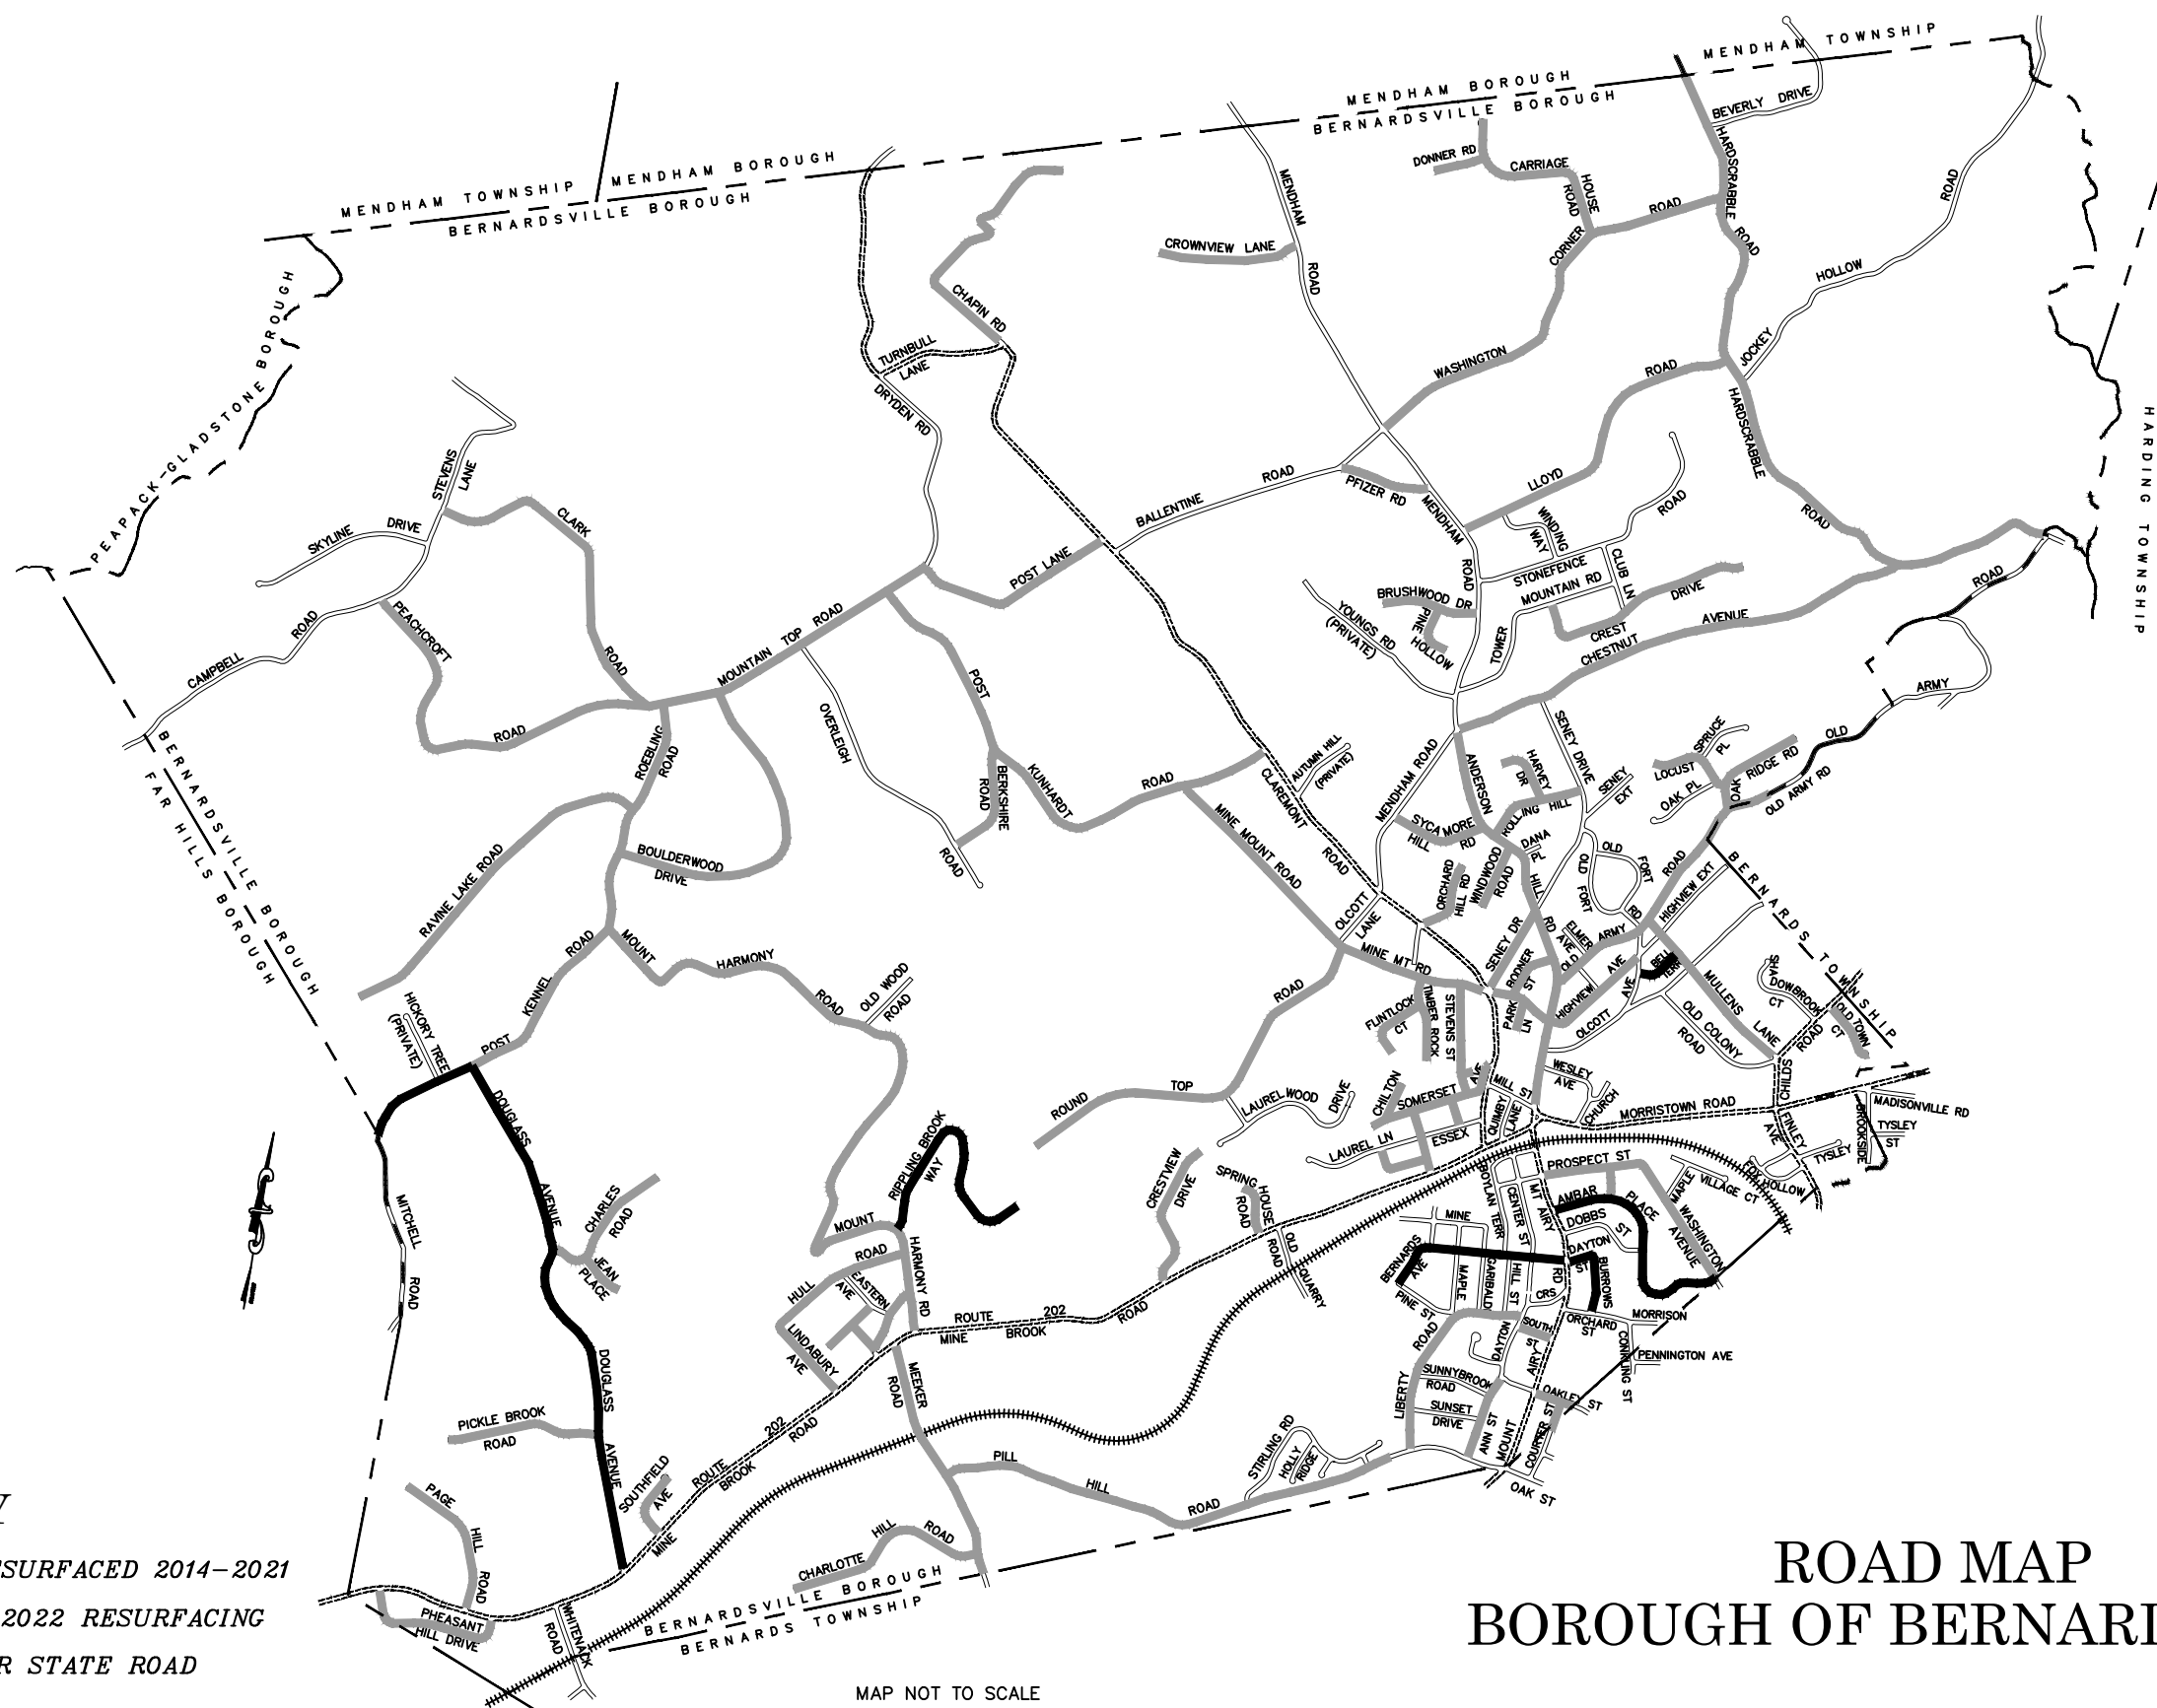 MENDHAM TOWNSHIP
MENDHAM BOROUGH
BERNARDSVILLE BOROUGH
MENDHAM TOWNSHIP
MENDHAM BOROUGH
BERNARDSVILLE BOROUGH
PEAPACK-GLADSTONE BOROUGH
HARDING TOWNSHIP
BERNARDSVILLE BOROUGH
FAR HILLS BOROUGH
BERNARDS TOWNSHIP
BEVERLY DRIVE
HARDSCRABBLE
ROAD
DONNER RD
CARRIAGE
HOUSE
ROAD
CORNER
ROAD
MENDHAM
ROAD
CROWNVIEW LANE
ROAD
HOLLOW
JOCKEY
CHAPIN RD
TURNBULL
LANE
DRYDEN RD
WASHINGTON
ROAD
LLOYD
HARDSCRABBLE
ROAD
STEVENS
LANE
SKYLINE DRIVE
CLARK
ROAD
BALLENTINE ROAD
PFIZER RD
MENDHAM
ROAD
WINDING
WAY
ROAD
STONEFENCE
MOUNTAIN RD
CLUB LN
TOWER
CREST
DRIVE
CHESTNUT AVENUE
BRUSHWOOD DR
PINE
HOLLOW
YOUNGS RD
(PRIVATE)
POST LANE
MOUNTAIN TOP ROAD
PEACHCROFT
ROAD
CAMPBELL ROAD
ROAD
ARMY
OLD
OVERLEIGH
ROAD
ROEBLING
ROAD
POST
BERKSHIRE
ROAD
KUNHARDT ROAD
CLAREMONT
ROAD
AUTUMN HILL
(PRIVATE)
MENDHAM ROAD
ANDERSON
HILL
RD
HARVEY
DR
SENEY DRIVE
SENEY
EXT
ROLLING HILL
SYCAMORE
HILL RD
DANA
PL
WINDWOOD
ROAD
ORCHARD
HILL RD
SPRUCE
PL
LOCUST
RIDGE RD
OAK PL
ROAD
OLD ARMY RD
OLD
FORT
OLD FORT
RD
ROAD
HIGHVIEW EXT
BOULDERWOOD
DRIVE
RAVINE LAKE ROAD
MINE MOUNT ROAD
OLCOTT
LANE
MINE MT RD
SENEY DR
ELMER
AVE
ARMY
OLD
BELL
TERR
HIGHVIEW AVE
AVE
OLCOTT
BOONER
ST
PARK
LN
MULLENS
LANE
OLD COLONY
ROAD
SHADOWBROOK
CT
OLD TOWN
CT
ROAD
CHILDS
KENNEL ROAD
POST
MOUNT HARMONY
ROAD
OLD WOOD
ROAD
HICKORY TREE
(PRIVATE)
FLINTLOCK
CT
TIMBER ROCK
STEVENS ST
ROAD
ROUND TOP
LAURELWOOD
DRIVE
CHILTON
SOMERSET AVE
MILL ST
QUIMBY
LANE
WESLEY
AVE
CHURCH
MORRISTOWN ROAD
MADISONVILLE RD
TYSLEY
ST
BROOKSIDE
FINLEY
AVE
TYSLEY
FOX HOLLOW
LAUREL LN
ESSEX
DOUGLASS
AVENUE
MITCHELL
ROAD
CHARLES
ROAD
JEAN
PLACE
RIPPLING BROOK
WAY
CRESTVIEW
DRIVE
SPRING HOUSE
ROAD
OLD QUARRY
ROAD
MOUNT
HARMONY RD
ROAD
HULL
EASTERN
AVE
LINDABURY
AVE
PROSPECT ST
MAPLE
VILLAGE CT
WASHINGTON
AVENUE
AMBAR
PLACE
DOBBS
ST
DAYTON
ST
BURROWS
BOYLAN TERR
CENTER ST
MT AIRY
RD
MINE
BERNARDS
AVE
MAPLE
GARIBALDI
HILL ST
PINE ST
CRS
ORCHARD
ST
MORRISON
CONKLING ST
PENNINGTON AVE
SOUTH
ST
DAYTON
AIRY
ROAD
LIBERTY
SUNNYBROOK
ROAD
SUNSET
DRIVE
ANN ST
MOUNT
OAKLEY ST
COURTER ST
OAK ST
ROUTE 202
MINE BROOK ROAD
MEEKER
ROAD
DOUGLASS
AVENUE
PICKLE BROOK
ROAD
SOUTHFIELD
AVE
ROUTE 202
MINE BROOK ROAD
PAGE
HILL
ROAD
PHEASANT
HILL DRIVE
WHITENACK
ROAD
CHARLOTTE HILL ROAD
PILL HILL ROAD
STIRLING RD
HOLLY
RIDGE
BERNARDSVILLE BOROUGH
BERNARDS TOWNSHIP
SURFACED 2014-2021
2022 RESURFACING
R STATE ROAD
MAP NOT TO SCALE
ROAD MAP
BOROUGH OF BERNARD